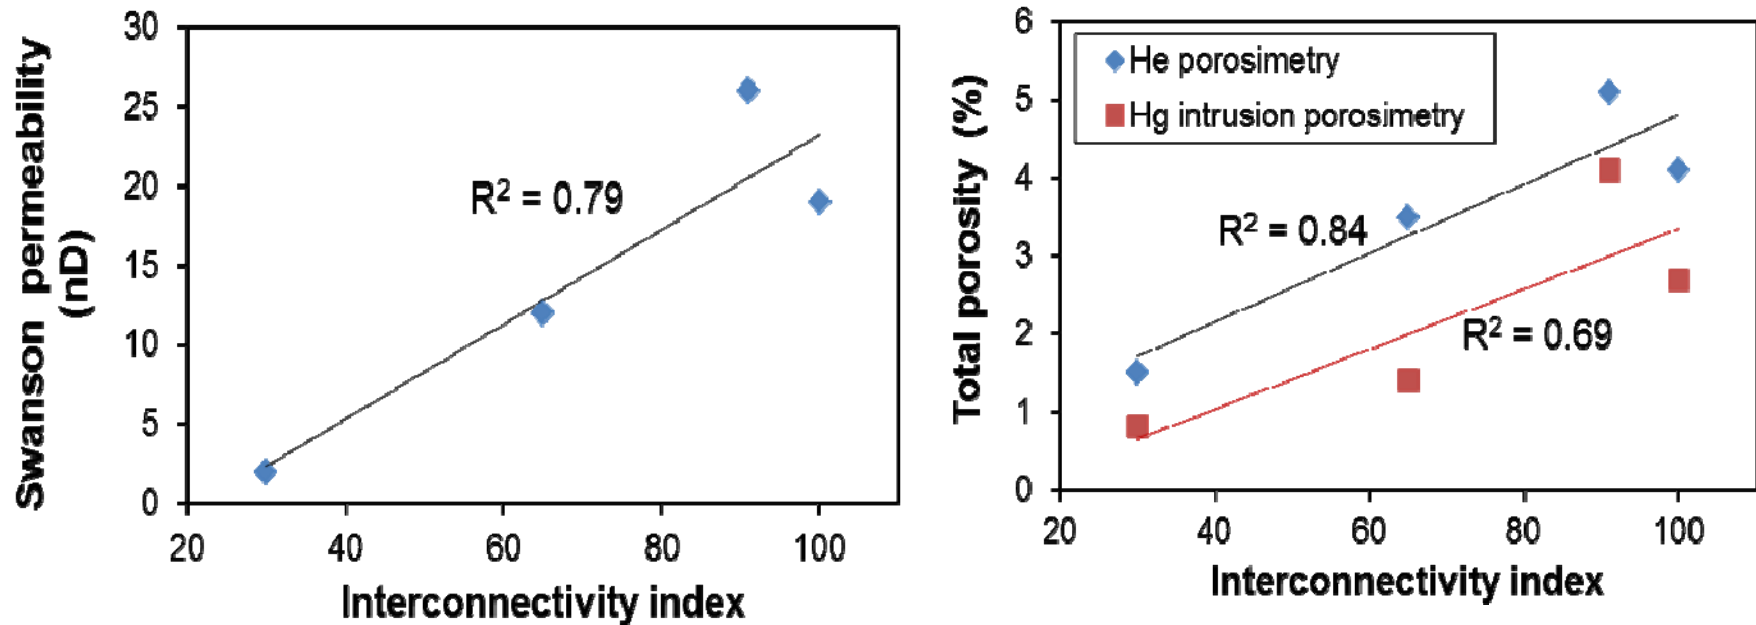 Swanson permeability
(nD)
30
25
20
15
10
5
0
R² = 0.79
20 40 60 80 100
Interconnectivity index
Total porosity (%)
6
5
4
3
2
1
0
He porosimetry
Hg intrusion porosimetry
R² = 0.84
R² = 0.69
20 40 60 80 100
Interconnectivity index